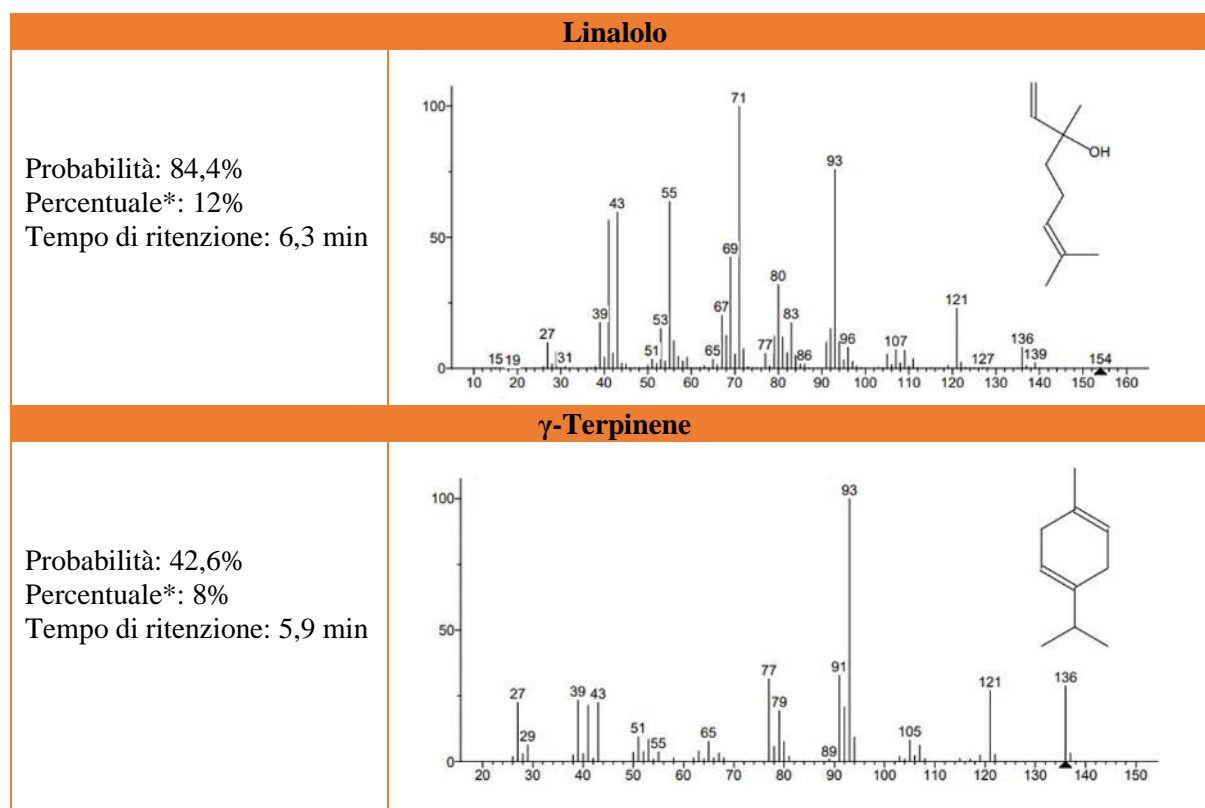 Linalolo
Probabilità: 84,4%
Percentuale*: 12%
Tempo di ritenzione: 6,3 min
100
50
0
15 19 27 31 39 43 51 53 55 65 67 69 71 77 80 83 86 93 96 107 121 127 136 139 154
10 20 30 40 50 60 70 80 90 100 110 120 130 140 150 160
OH
γ-Terpinene
Probabilità: 42,6%
Percentuale*: 8%
Tempo di ritenzione: 5,9 min
100
50
0
27 29 39 43 51 55 65 77 79 89 91 93 105 121 136
20 30 40 50 60 70 80 90 100 110 120 130 140 150